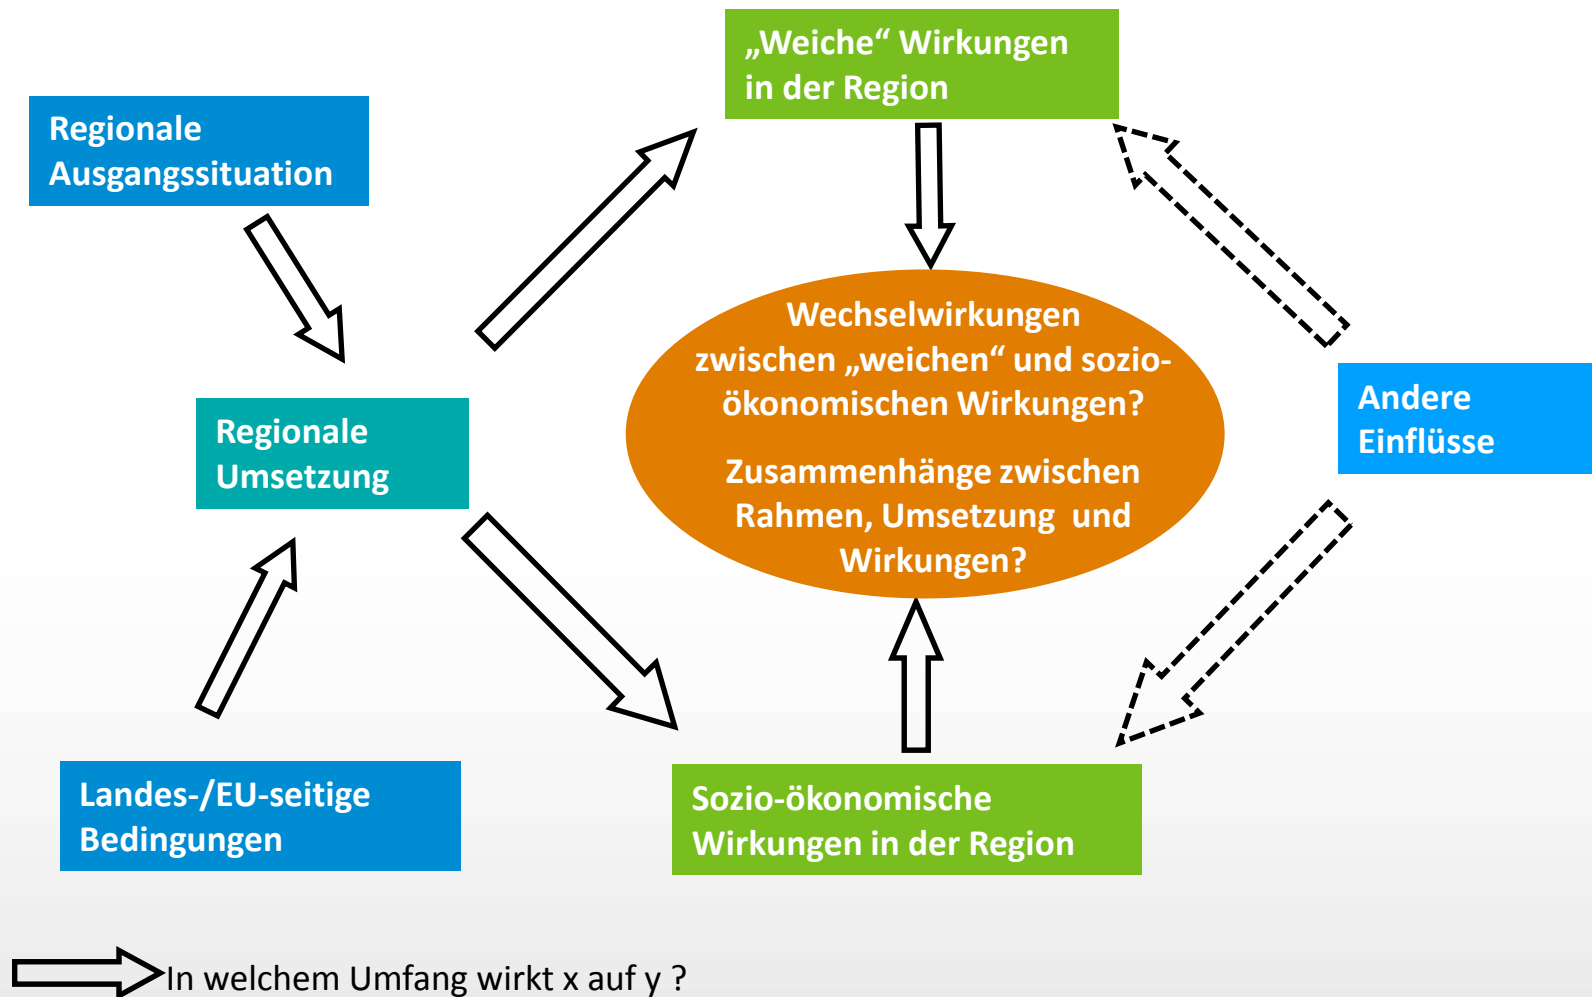 „Weiche“ Wirkungen
in der Region
Regionale
Ausgangssituation
Wechselwirkungen
zwischen „weichen“ und sozio-
ökonomischen Wirkungen?
Zusammenhänge zwischen
Rahmen, Umsetzung und
Wirkungen?
Andere
Einflüsse
Regionale
Umsetzung
Landes-/EU-seitige
Bedingungen
Sozio-ökonomische
Wirkungen in der Region
In welchem Umfang wirkt x auf y ?